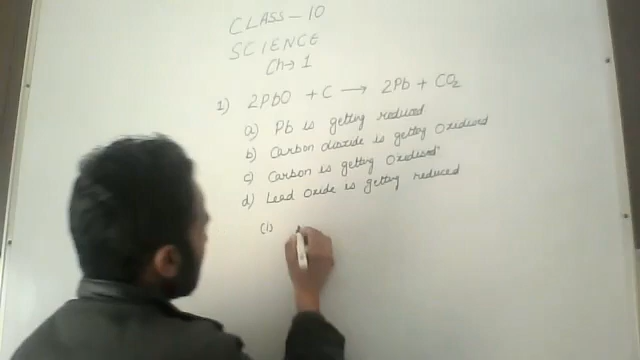 CLASS - 10
SCIENCE
Ch→ 1
1) 2PbO + C → 2Pb + CO₂
a) Pb is getting reduced
b) Carbon dioxide is getting Oxidised
c) Carbon is getting Oxidised
d) Lead Oxide is getting reduced
(i)